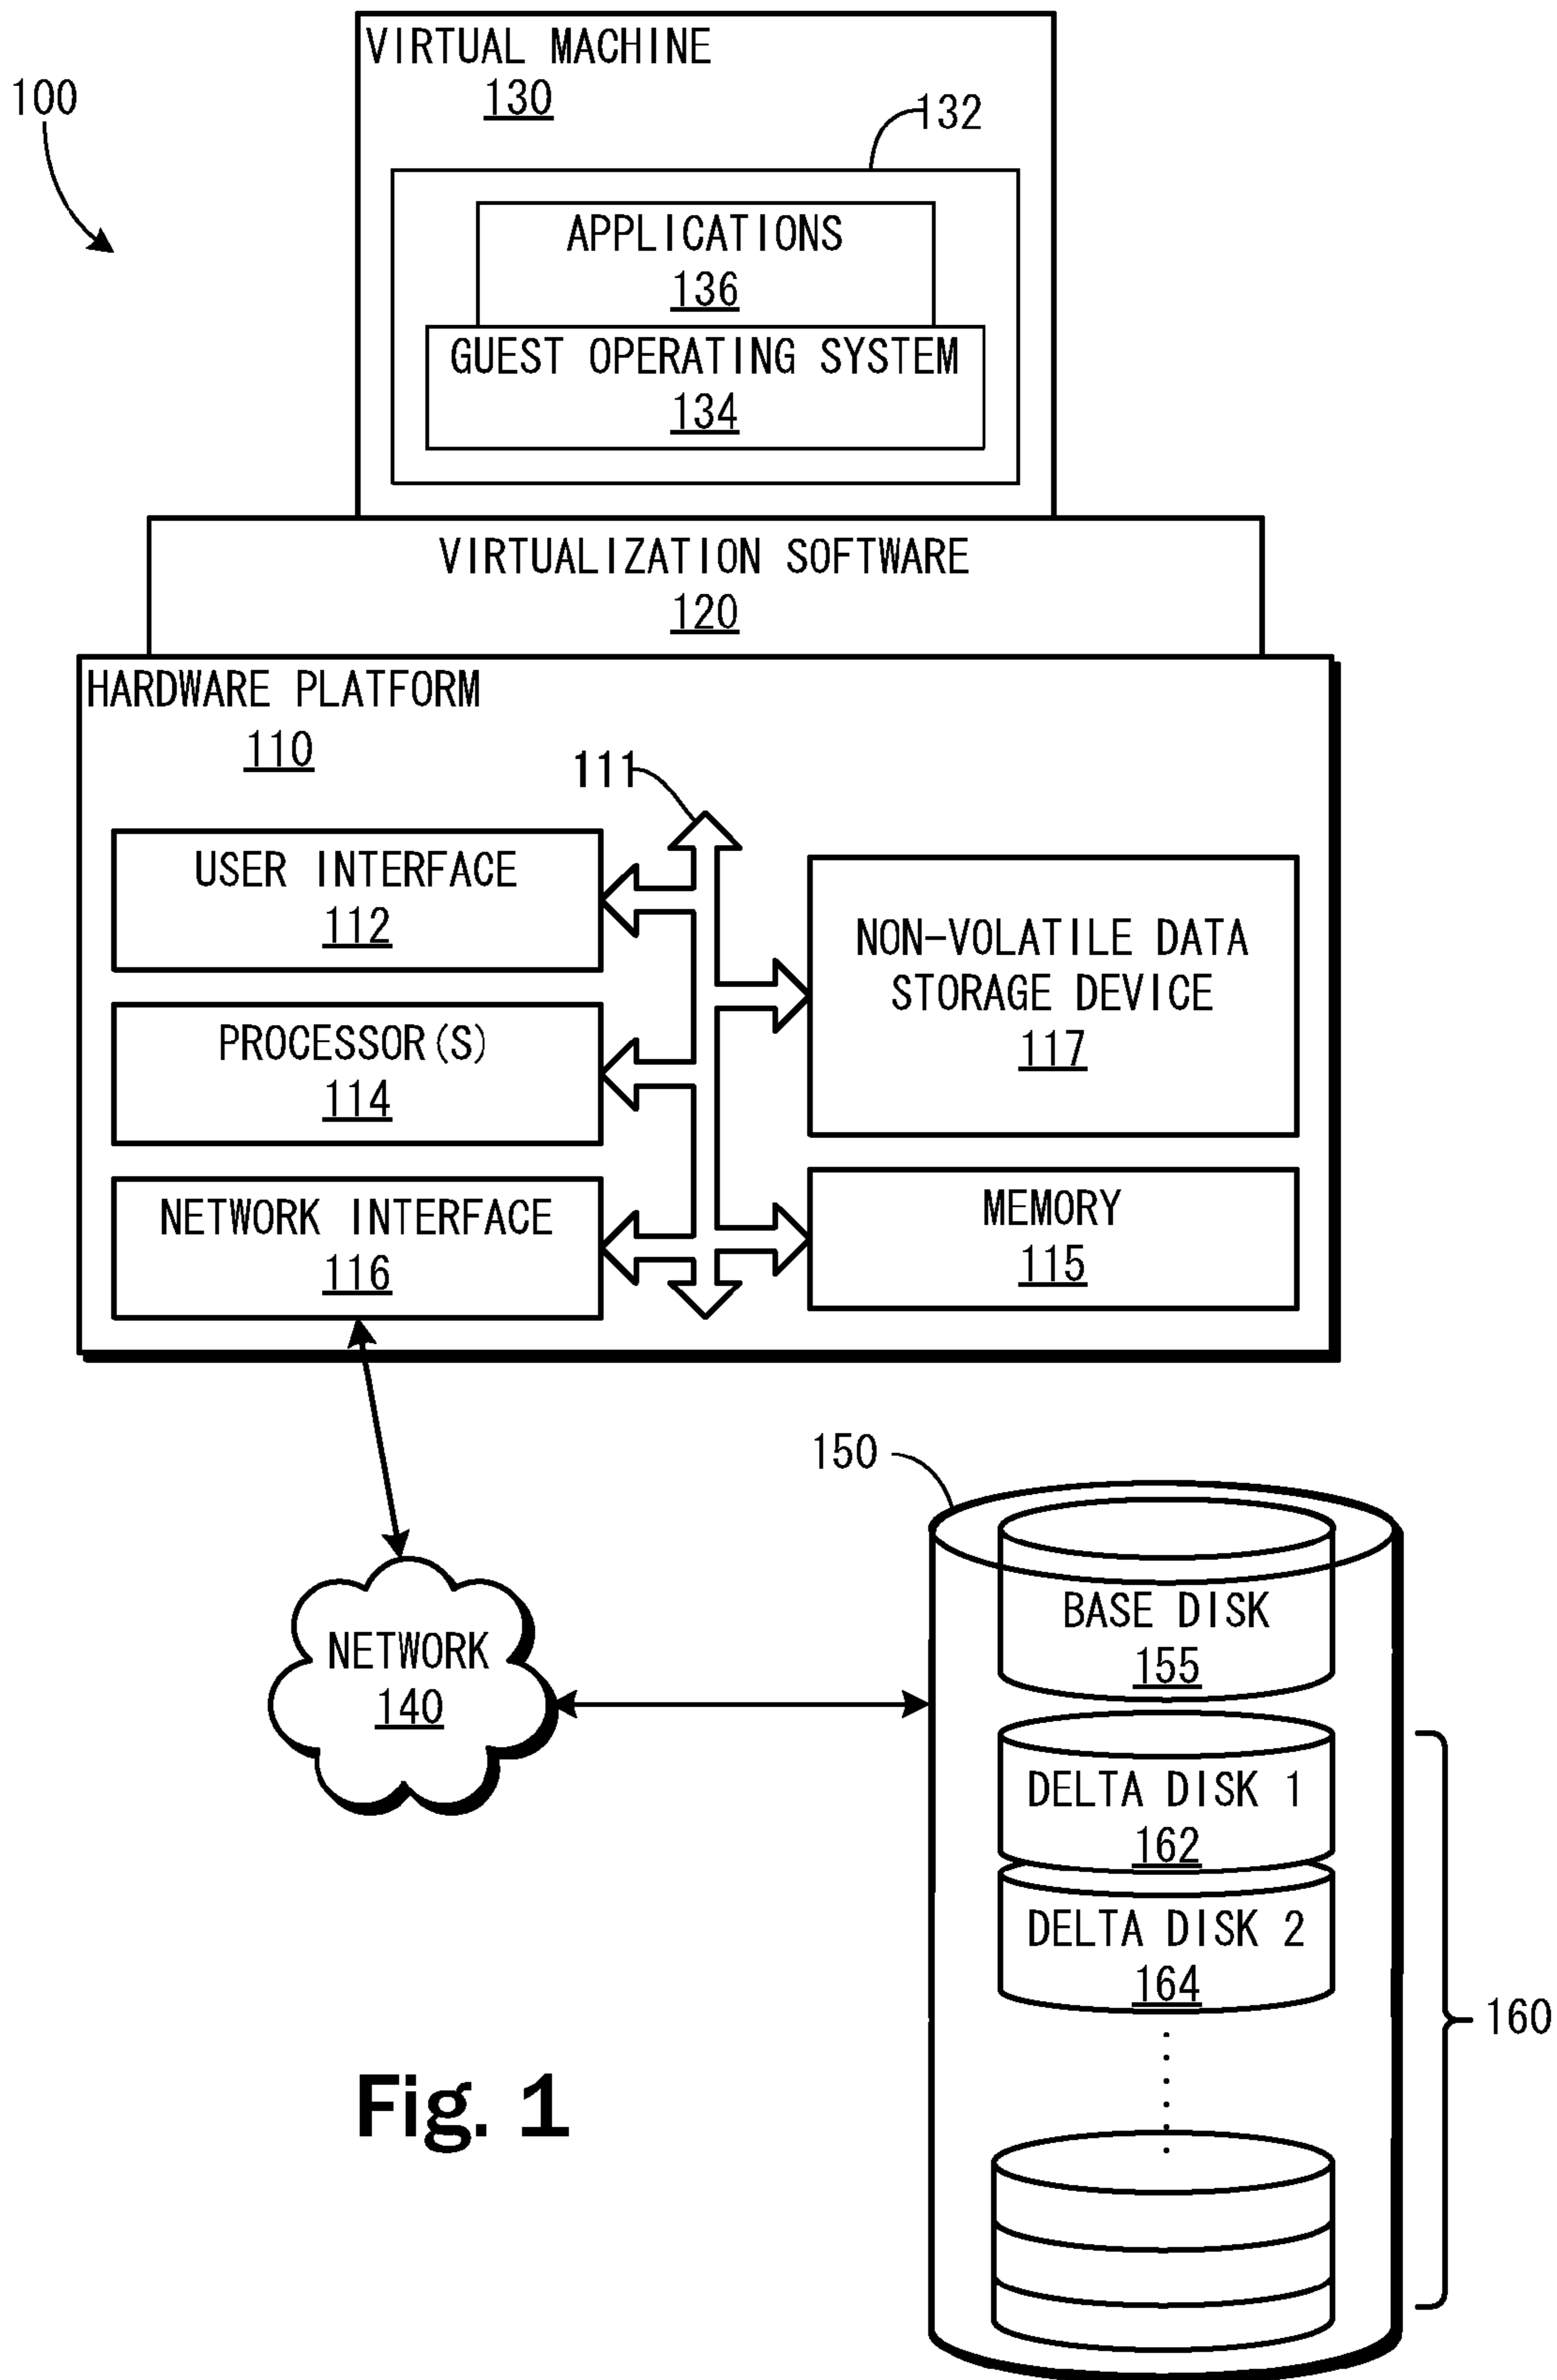 100
VIRTUAL MACHINE
130
132
APPLICATIONS
136
GUEST OPERATING SYSTEM
134
VIRTUALIZATION SOFTWARE
120
HARDWARE PLATFORM
110
111
USER INTERFACE
112
PROCESSOR(S)
114
NETWORK INTERFACE
116
NON-VOLATILE DATA
STORAGE DEVICE
117
MEMORY
115
150
BASE DISK
155
NETWORK
140
DELTA DISK 1
162
DELTA DISK 2
164
160
Fig. 1